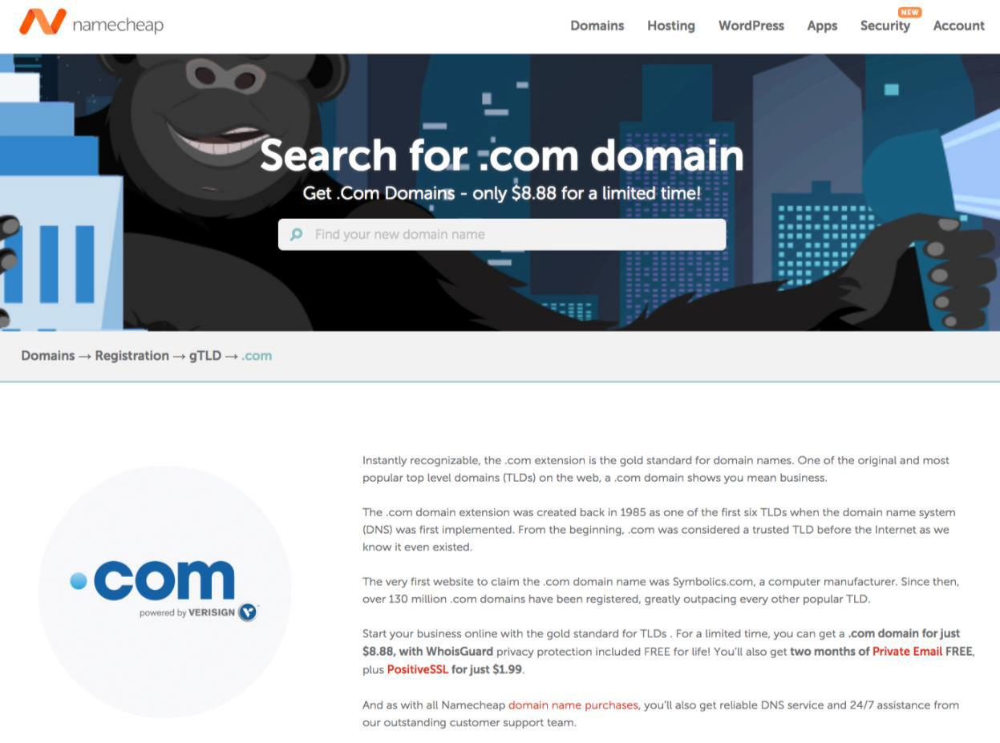 namecheap
Domains Hosting WordPress Apps Security NEW Account
Search for .com domain
Get .Com Domains - only $8.88 for a limited time!
Find your new domain name
Domains → Registration → gTLD → .com
.com
powered by VERISIGN
Instantly recognizable, the .com extension is the gold standard for domain names. One of the original and most
popular top level domains (TLDs) on the web, a .com domain shows you mean business.
The .com domain extension was created back in 1985 as one of the first six TLDs when the domain name system
(DNS) was first implemented. From the beginning, .com was considered a trusted TLD before the Internet as we
know it even existed.
The very first website to claim the .com domain name was Symbolics.com, a computer manufacturer. Since then,
over 130 million .com domains have been registered, greatly outpacing every other popular TLD.
Start your business online with the gold standard for TLDs . For a limited time, you can get a .com domain for just
$8.88, with WhoisGuard privacy protection included FREE for life! You’ll also get two months of Private Email FREE,
plus PositiveSSL for just $1.99.
And as with all Namecheap domain name purchases, you’ll also get reliable DNS service and 24/7 assistance from
our outstanding customer support team.